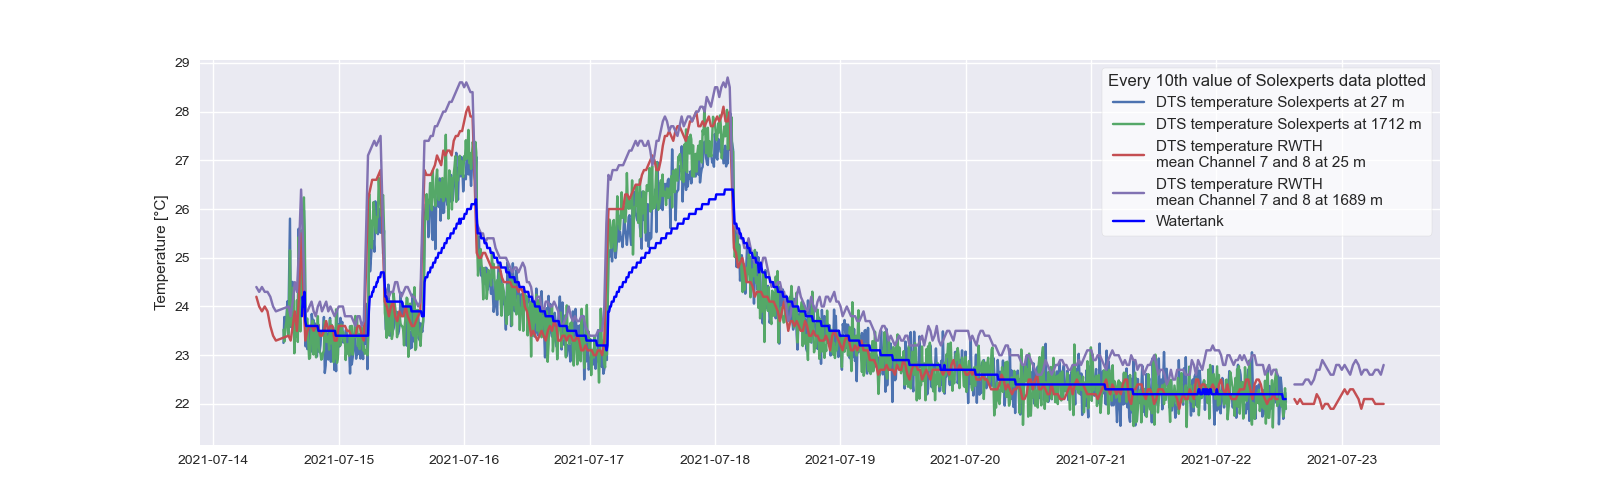 29
28
27
26
25
24
23
22
Temperature [°C]
Every 10th value of Solexperts data plotted
DTS temperature Solexperts at 27 m
DTS temperature Solexperts at 1712 m
DTS temperature RWTH
mean Channel 7 and 8 at 25 m
DTS temperature RWTH
mean Channel 7 and 8 at 1689 m
Watertank
2021-07-14 2021-07-15 2021-07-16 2021-07-17 2021-07-18 2021-07-19 2021-07-20 2021-07-21 2021-07-22 2021-07-23